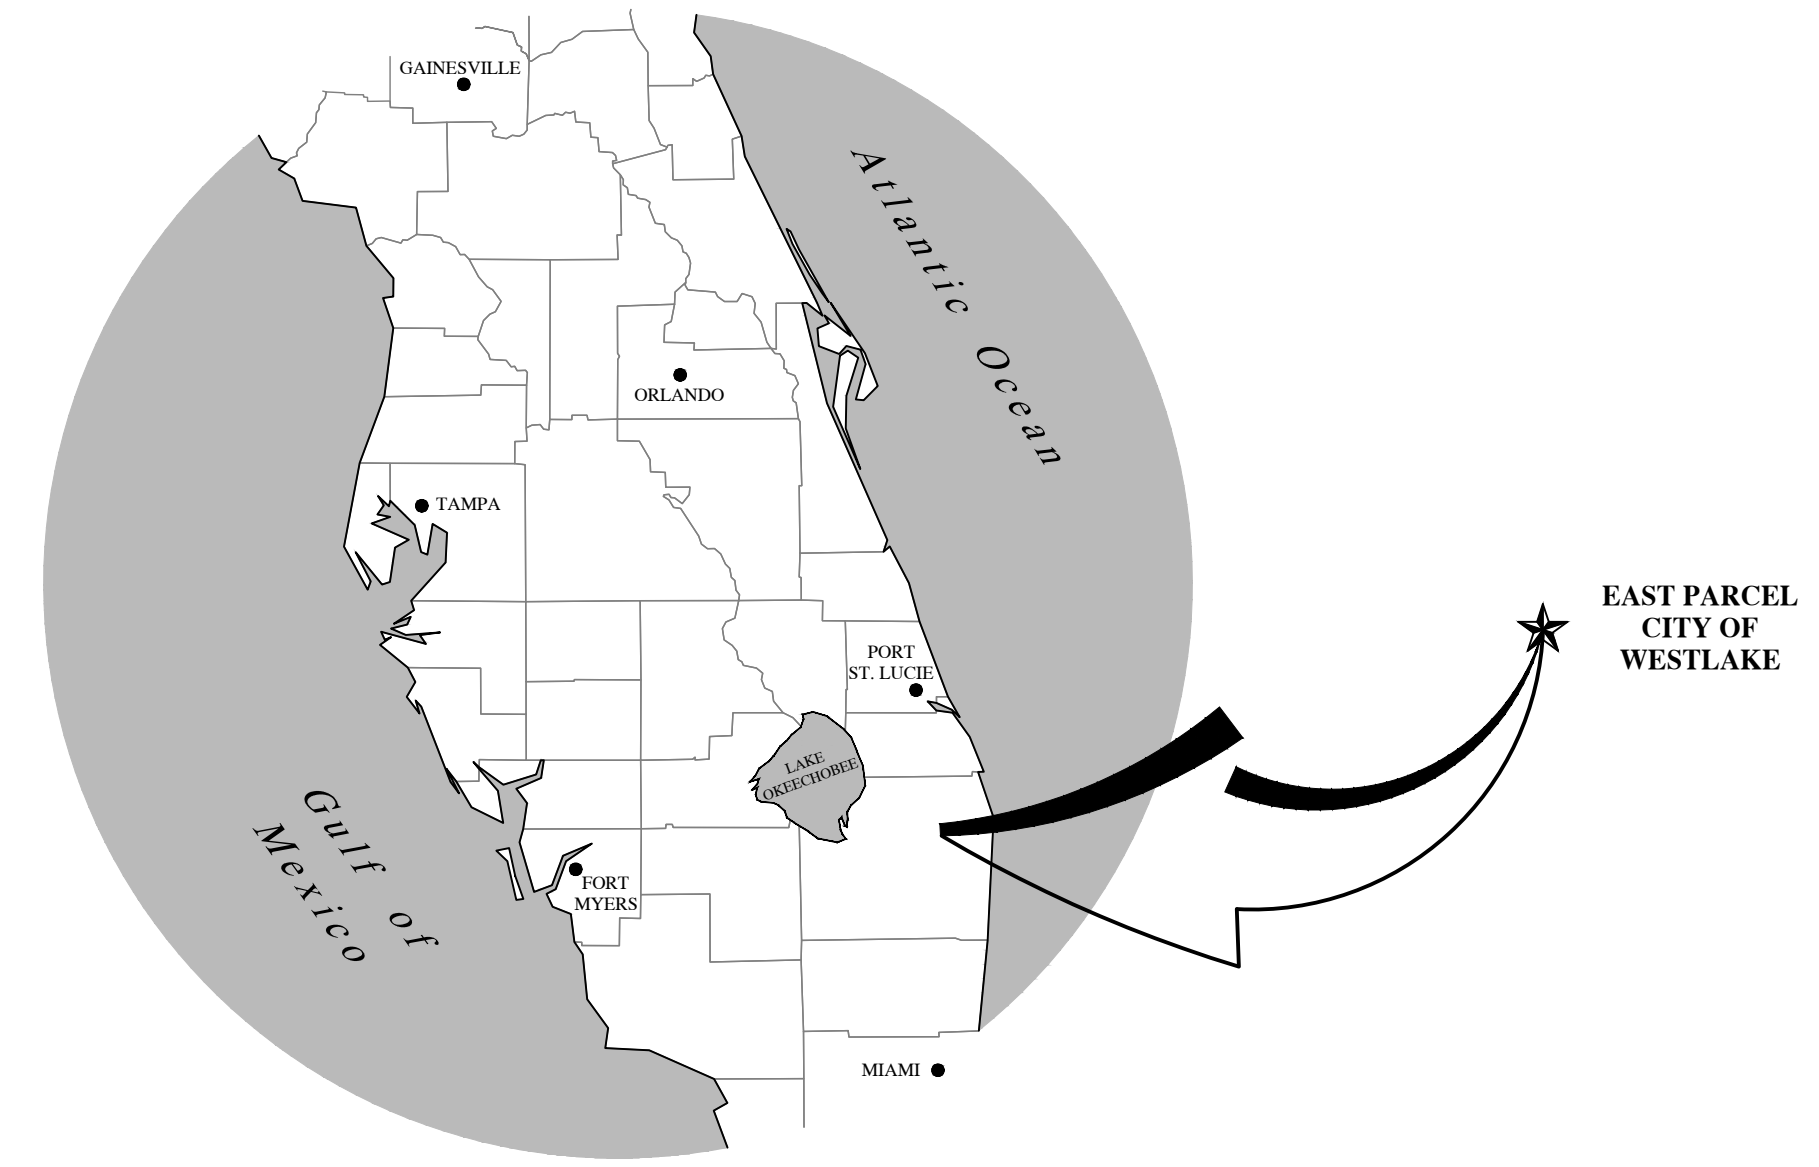 GAINESVILLE
Atlantic Ocean
ORLANDO
TAMPA
EAST PARCEL
CITY OF
WESTLAKE
PORT
ST. LUCIE
LAKE
OKEECHOBEE
Gulf of
Mexico
FORT
MYERS
MIAMI